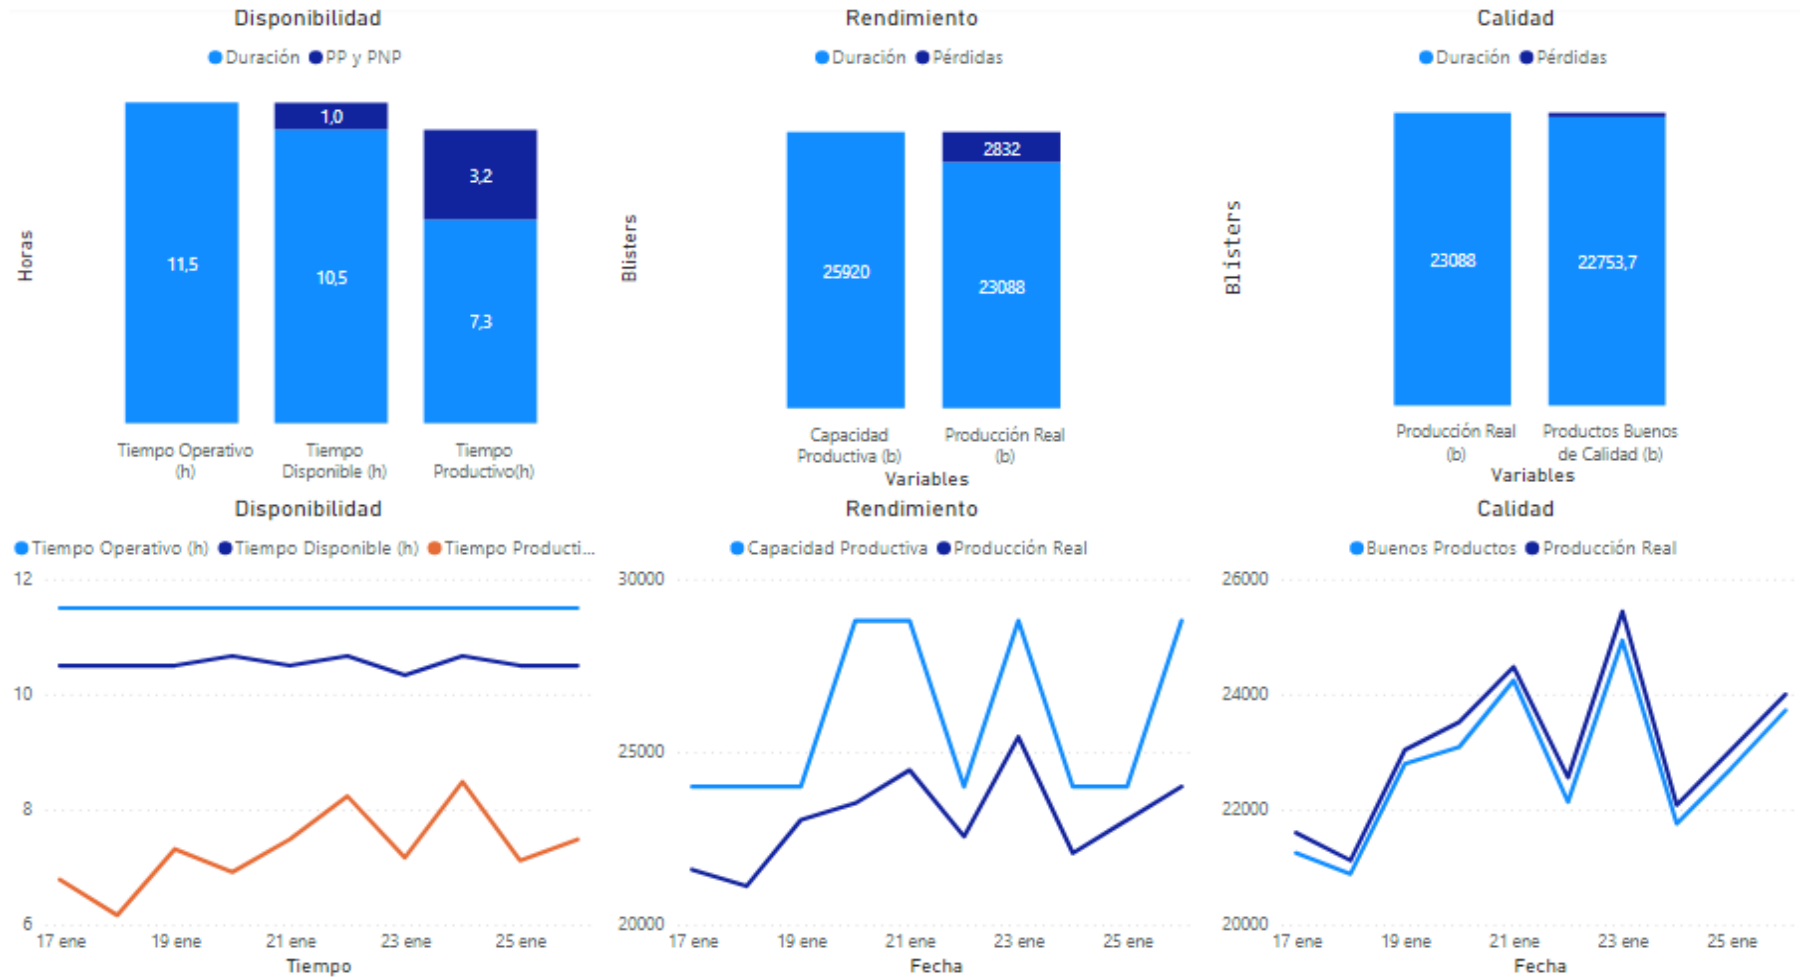 Disponibilidad
Duración PP y PNP
Horas
11,5
1,0
10,5
3,2
7,3
Tiempo Operativo
(h)
Tiempo
Disponible (h)
Tiempo
Productivo(h)
Rendimiento
Duración Pérdidas
Blisters
25920
2832
23088
Capacidad
Productiva (b)
Producción Real
(b)
Variables
Calidad
Duración Pérdidas
Blísters
23088
22753,7
Producción Real
(b)
Productos Buenos
de Calidad (b)
Variables
Disponibilidad
Tiempo Operativo (h) Tiempo Disponible (h) Tiempo Producti...
12
10
8
6
17 ene 19 ene 21 ene 23 ene 25 ene
Tiempo
Rendimiento
Capacidad Productiva Producción Real
30000
25000
20000
17 ene 19 ene 21 ene 23 ene 25 ene
Fecha
Calidad
Buenos Productos Producción Real
26000
24000
22000
20000
17 ene 19 ene 21 ene 23 ene 25 ene
Fecha